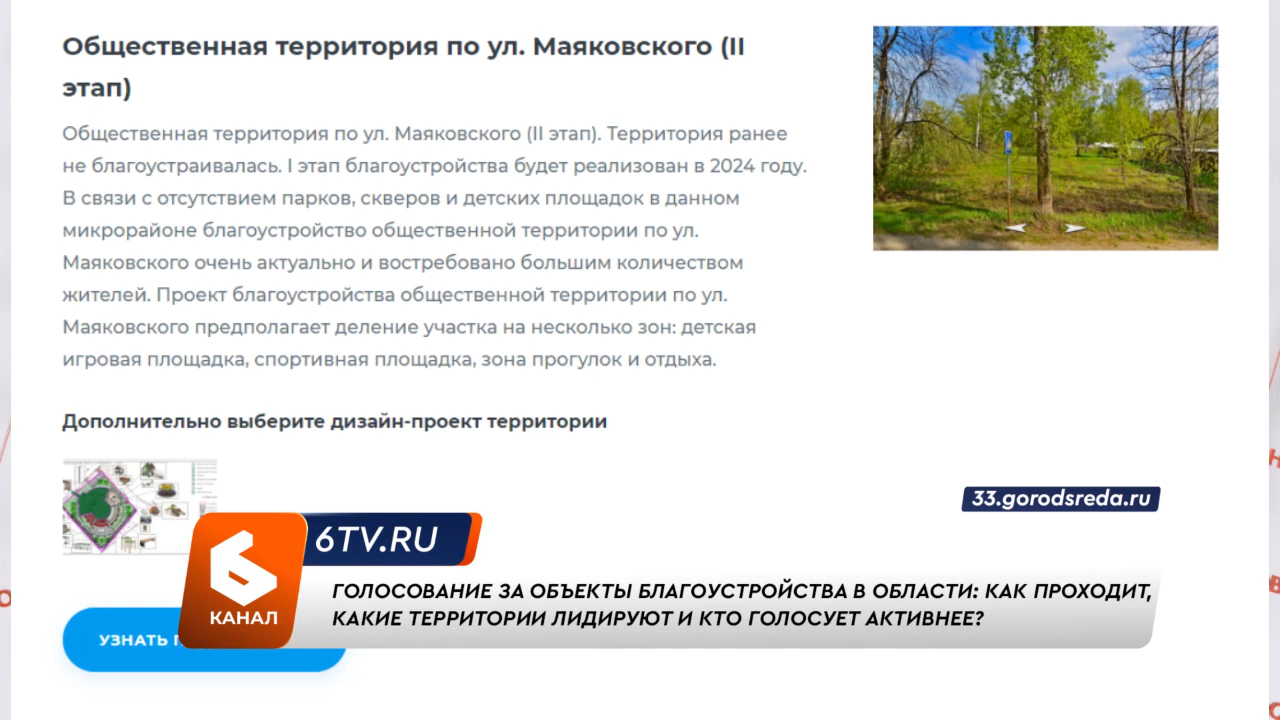 Общественная территория по ул. Маяковского (II
этап)
Общественная территория по ул. Маяковского (II этап). Территория ранее
не благоустраивалась. I этап благоустройства будет реализован в 2024 году.
В связи с отсутствием парков, скверов и детских площадок в данном
микрорайоне благоустройство общественной территории по ул.
Маяковского очень актуально и востребовано большим количеством
жителей. Проект благоустройства общественной территории по ул.
Маяковского предполагает деление участка на несколько зон: детская
игровая площадка, спортивная площадка, зона прогулок и отдыха.
Дополнительно выберите дизайн-проект территории
33.gorodsreda.ru
6TV.RU
6
КАНАЛ
ГОЛОСОВАНИЕ ЗА ОБЪЕКТЫ БЛАГОУСТРОЙСТВА В ОБЛАСТИ: КАК ПРОХОДИТ,
КАКИЕ ТЕРРИТОРИИ ЛИДИРУЮТ И КТО ГОЛОСУЕТ АКТИВНЕЕ?
УЗНАТЬ